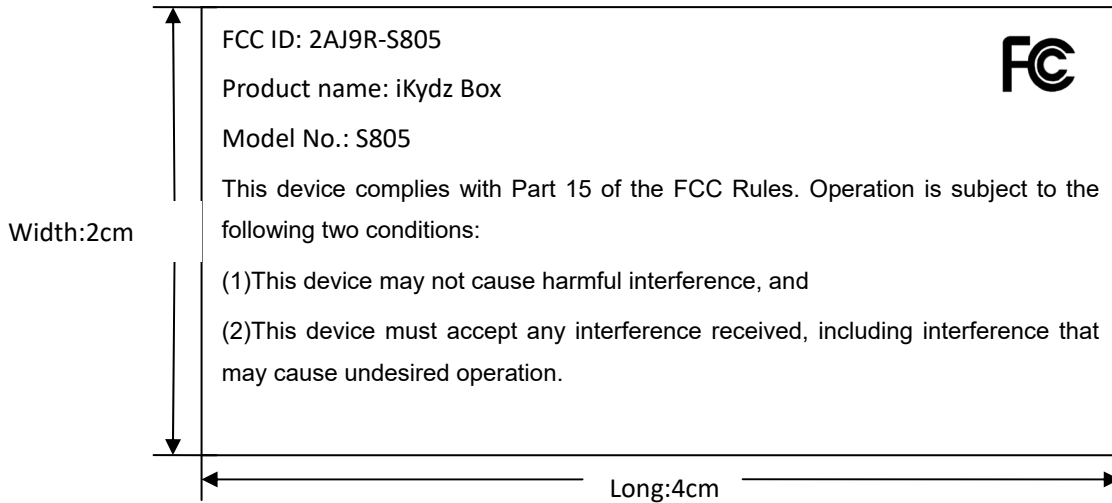 FCC ID: 2AJ9R-S805
FC
Product name: iKydz Box
Model No.: S805
This device complies with Part 15 of the FCC Rules. Operation is subject to the
Width:2cm
following two conditions:
(1)This device may not cause harmful interference, and
(2)This device must accept any interference received, including interference that
may cause undesired operation.
Long:4cm